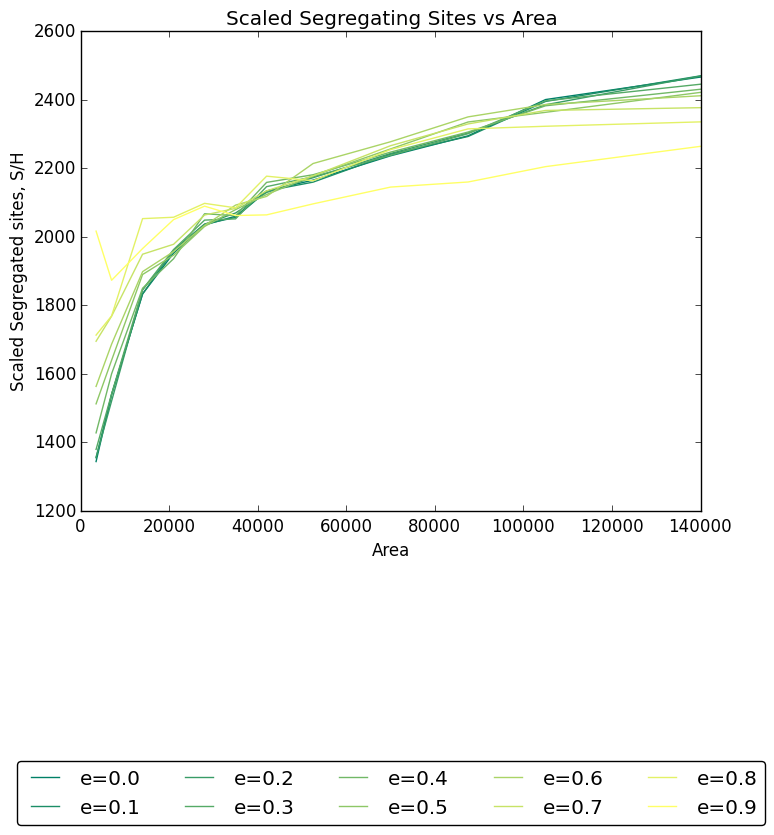 Scaled Segregating Sites vs Area
2600
2400
2200
2000
1800
1600
1400
1200
Scaled Segregated sites, S/H
0 20000 40000 60000 80000 100000 120000 140000
Area
e=0.0 e=0.2 e=0.4 e=0.6 e=0.8
e=0.1 e=0.3 e=0.5 e=0.7 e=0.9